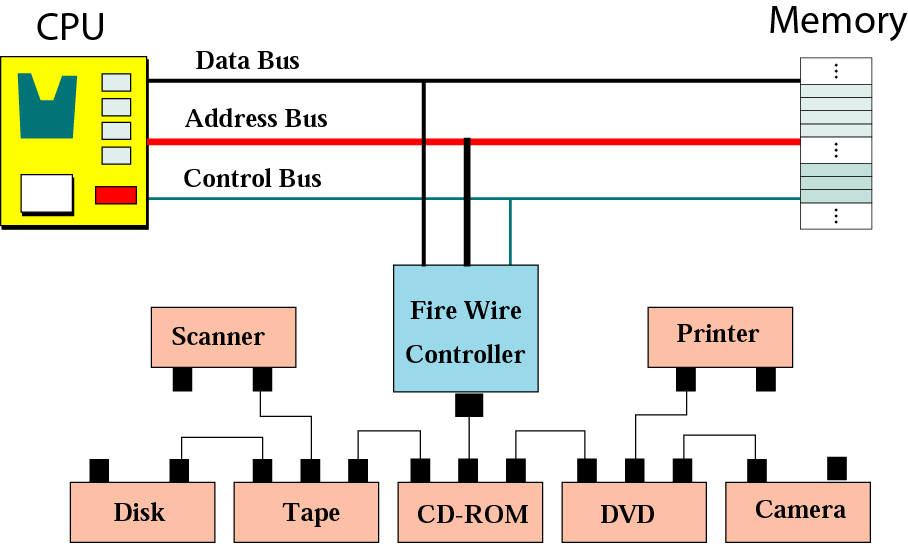 CPU
Memory
Data Bus
Address Bus
Control Bus
Fire Wire
Controller
Scanner
Printer
Disk
Tape
CD-ROM
DVD
Camera